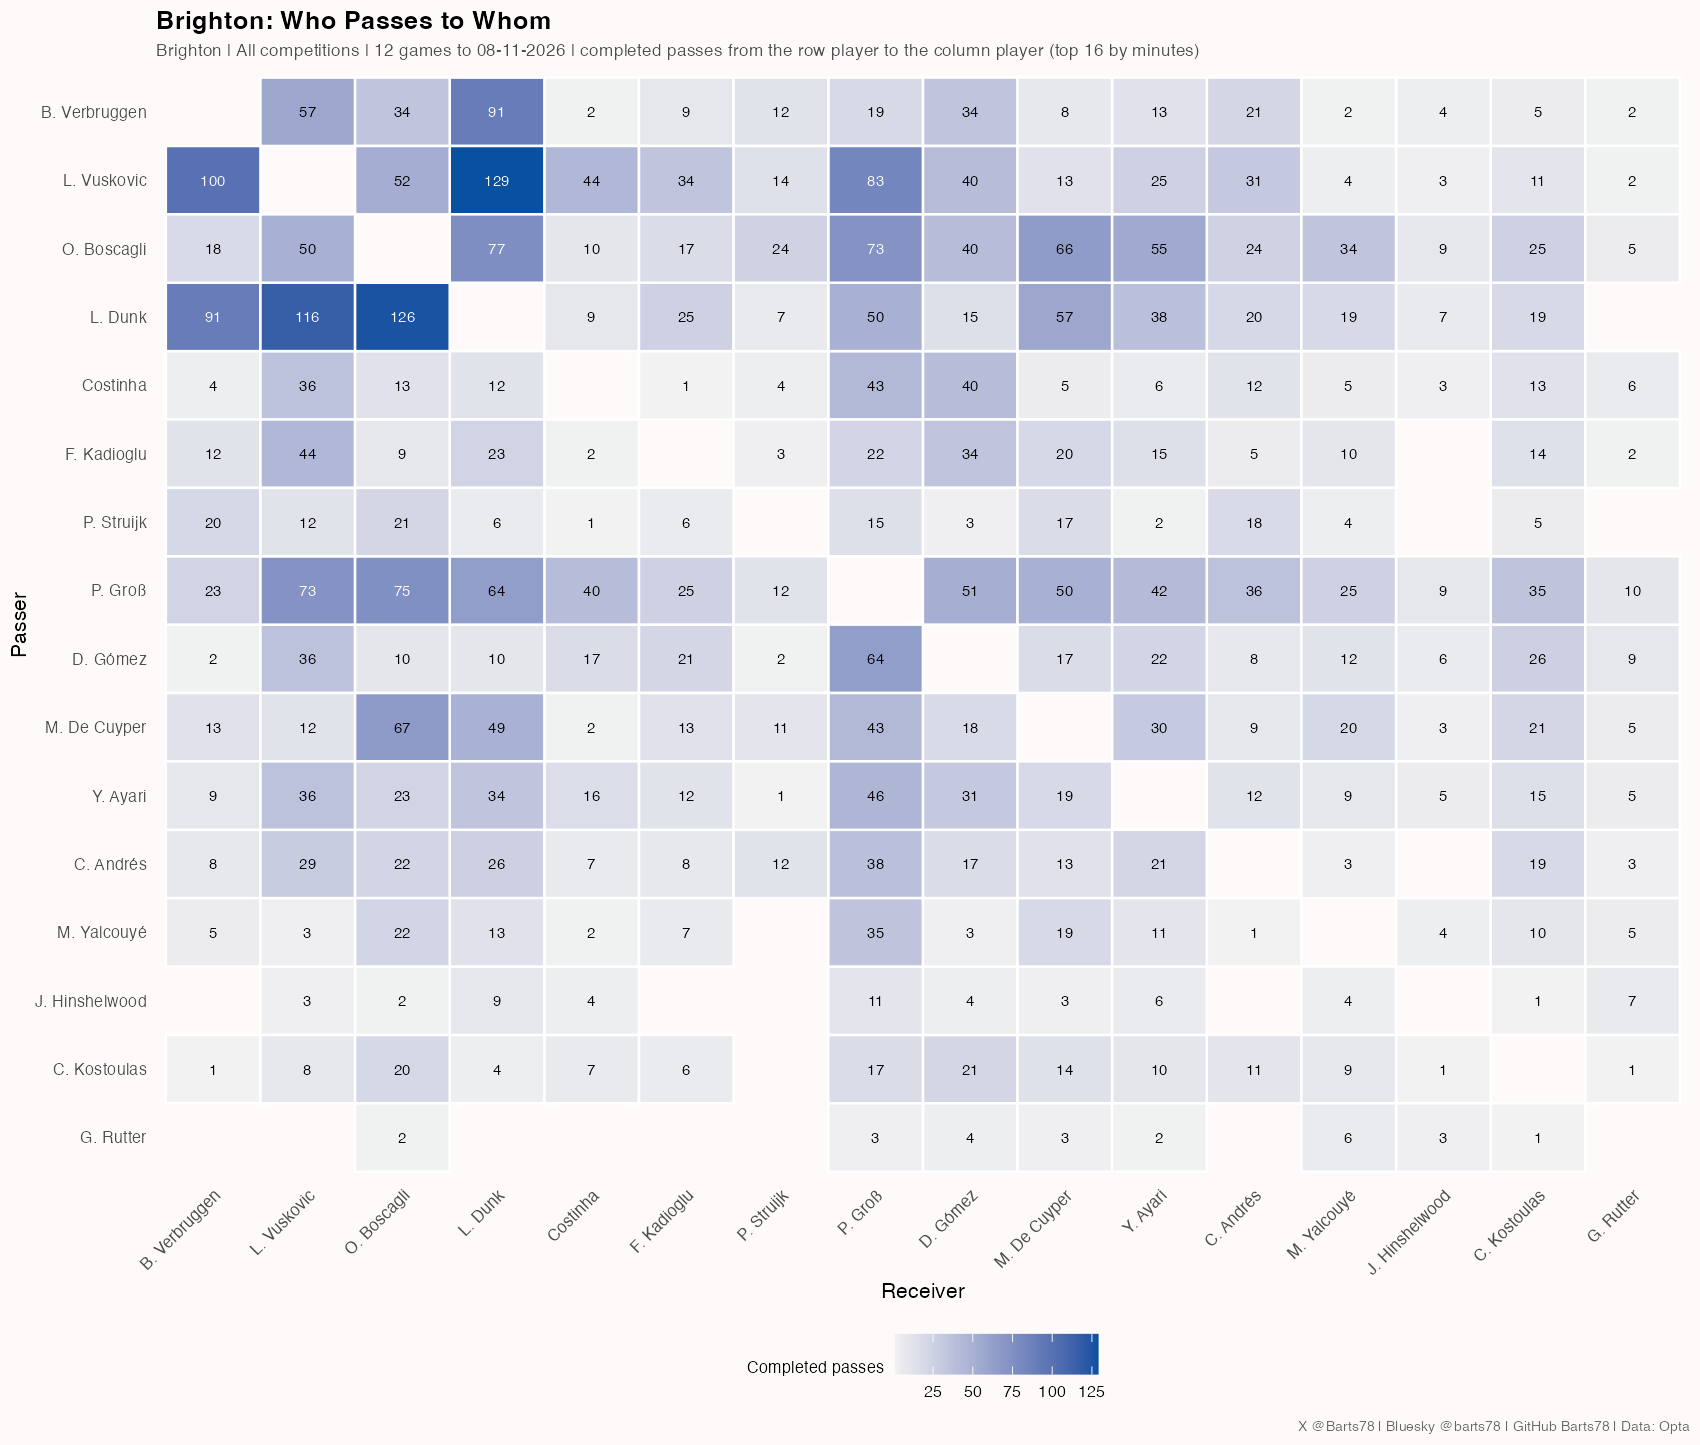 Brighton: Who Passes to Whom
Brighton | All competitions | 12 games to 08-11-2026 | completed passes from the row player to the column player (top 16 by minutes)
B. Verbruggen 57 34 91 2 9 12 19 34 8 13 21 2 4 5 2
L. Vuskovic 100 52 129 44 34 14 83 40 13 25 31 4 3 11 2
O. Boscagli 18 50 77 10 17 24 73 40 66 55 24 34 9 25 5
L. Dunk 91 116 126 9 25 7 50 15 57 38 20 19 7 19
Costinha 4 36 13 12 1 4 43 40 5 6 12 5 3 13 6
F. Kadioglu 12 44 9 23 2 3 22 34 20 15 5 10 14 2
P. Struijk 20 12 21 6 1 6 15 3 17 2 18 4 5
P. Groß 23 73 75 64 40 25 12 51 50 42 36 25 9 35 10
D. Gómez 2 36 10 10 17 21 2 64 17 22 8 12 6 26 9
M. De Cuyper 13 12 67 49 2 13 11 43 18 30 9 20 3 21 5
Y. Ayari 9 36 23 34 16 12 1 46 31 19 12 9 5 15 5
C. Andrés 8 29 22 26 7 8 12 38 17 13 21 3 19 3
M. Yalcouyé 5 3 22 13 2 7 35 3 19 11 1 4 10 5
J. Hinshelwood 3 2 9 4 11 4 3 6 4 1 7
C. Kostoulas 1 8 20 4 7 6 17 21 14 10 11 9 1 1
G. Rutter 2 3 4 3 2 6 3 1
Passer
B. Verbruggen L. Vuskovic O. Boscagli L. Dunk Costinha F. Kadioglu P. Struijk P. Groß D. Gómez M. De Cuyper Y. Ayari C. Andrés M. Yalcouyé J. Hinshelwood C. Kostoulas G. Rutter
Receiver
Completed passes
25 50 75 100 125
X @Barts78 | Bluesky @barts78 | GitHub Barts78 | Data: Opta